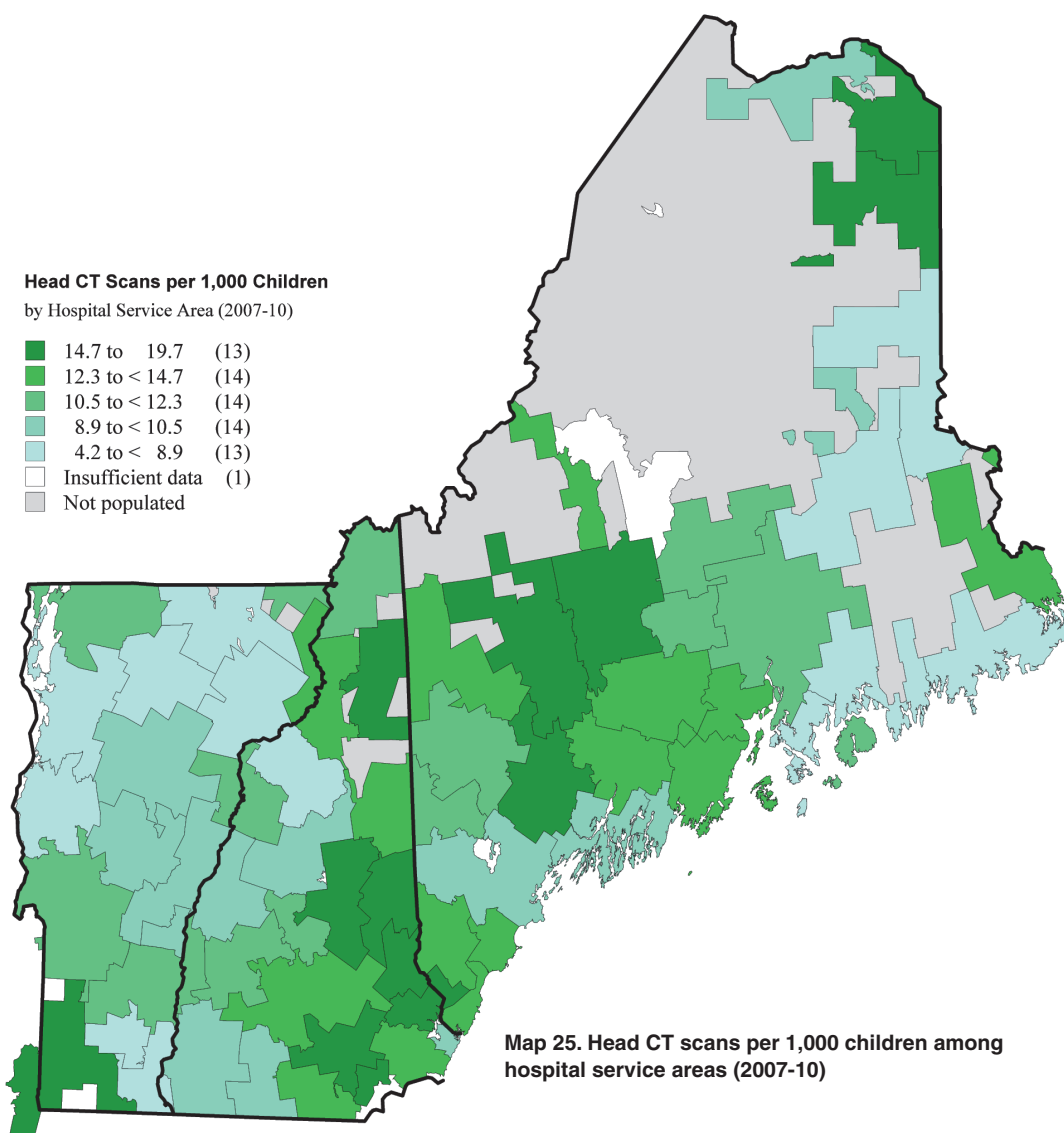 Head CT Scans per 1,000 Children
by Hospital Service Area (2007-10)
14.7 to 19.7 (13)
12.3 to < 14.7 (14)
10.5 to < 12.3 (14)
8.9 to < 10.5 (14)
4.2 to < 8.9 (13)
Insufficient data (1)
Not populated
Map 25. Head CT scans per 1,000 children among
hospital service areas (2007-10)